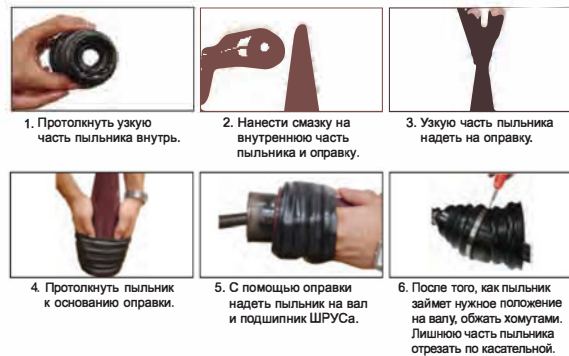 1. Протолкнуть узкую
часть пыльника внутрь.
2. Нанести смазку на
внутреннюю часть
пыльника и оправку.
3. Узкую часть пыльника
надеть на оправку.
4. Протолкнуть пыльник
к основанию оправки.
5. С помощью оправки
надеть пыльник на вал
и подшипник ШРУСа.
6. После того, как пыльник
займет нужное положение
на валу, обжать хомутами.
Лишнюю часть пыльника
отрезать по касательной.